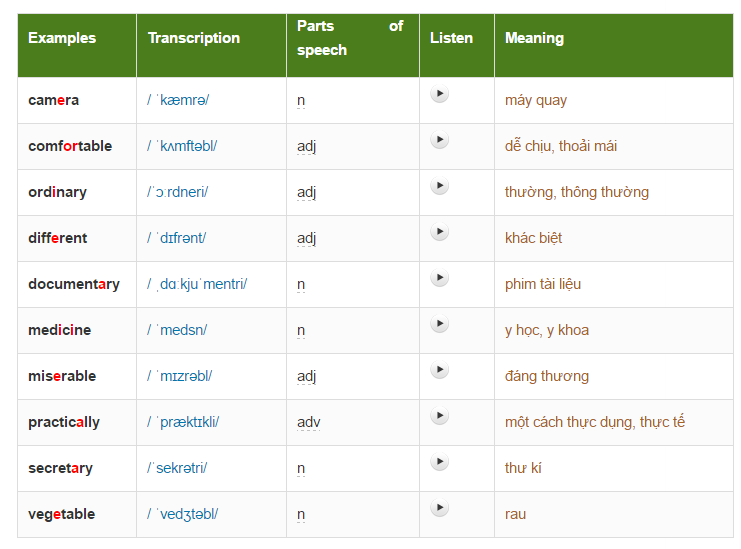 Examples Transcription Parts of speech Listen Meaning
camera / ˈkæmrə/ n máy quay
comfortable / ˈkʌmftəbl/ adj dễ chịu, thoải mái
ordinary /ˈɔːrdneri/ adj thường, thông thường
different / ˈdɪfrənt/ adj khác biệt
documentary / ˌdɑːkjuˈmentri/ n phim tài liệu
medicine / ˈmedsn/ n y học, y khoa
miserable / ˈmɪzrəbl/ adj đáng thương
practically / ˈpræktɪkli/ adv một cách thực dụng, thực tế
secretary /ˈsekrətri/ n thư kí
vegetable / ˈvedʒtəbl/ n rau